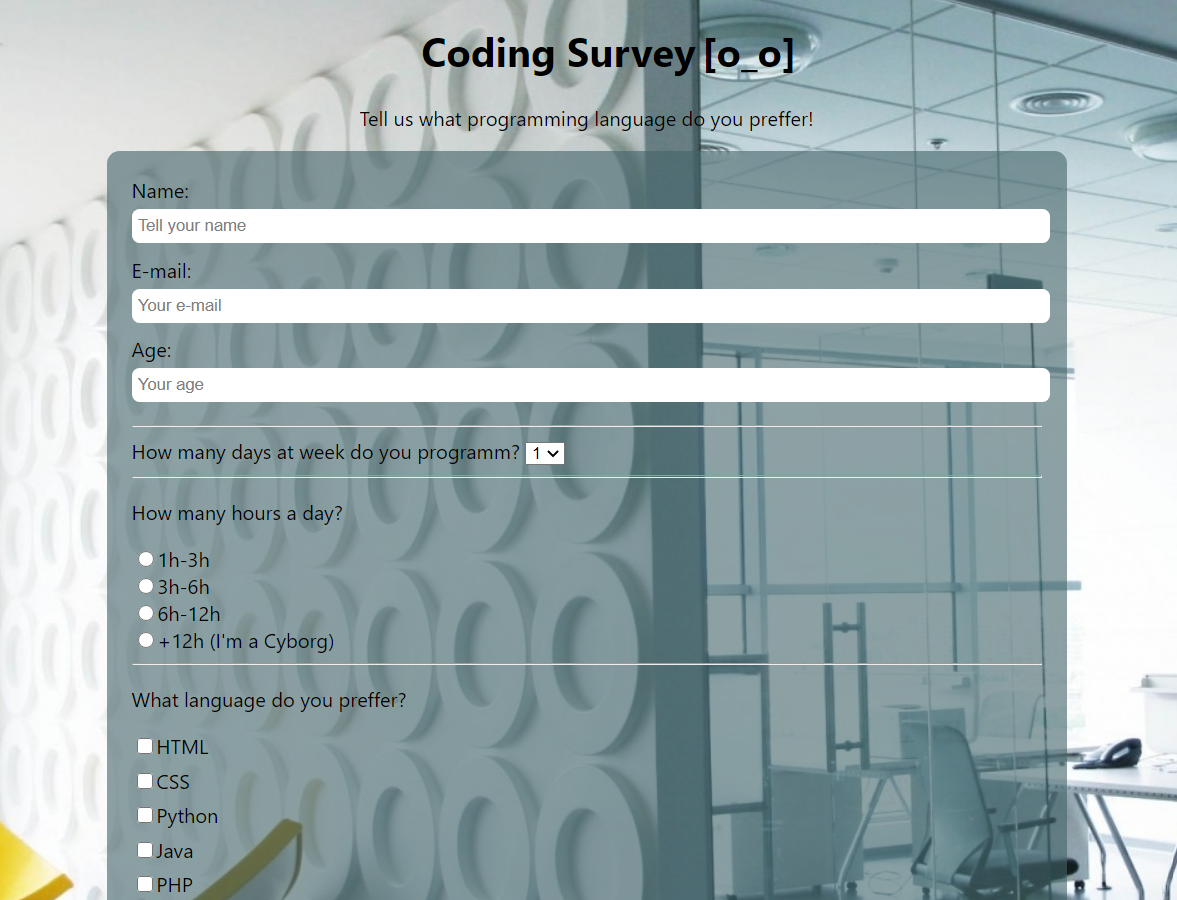 Coding Survey [o_o]
Tell us what programming language do you preffer!
Name:
Tell your name
E-mail:
Your e-mail
Age:
Your age
How many days at week do you programm? 1
How many hours a day?
1h-3h
3h-6h
6h-12h
+12h (I'm a Cyborg)
What language do you preffer?
HTML
CSS
Python
Java
PHP